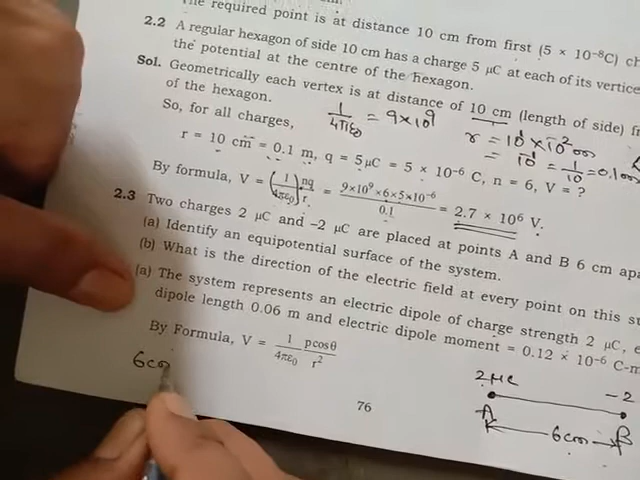 The required point is at distance 10 cm from first (5 × 10⁻⁸C) ch
2.2 A regular hexagon of side 10 cm has a charge 5 μC at each of its vertice
the potential at the centre of the hexagon.
Sol. Geometrically each vertex is at distance of 10 cm (length of side) fr
of the hexagon.
So, for all charges,
1/4πε₀ = 9×10⁹
r = 10 cm = 0.1 m, q = 5 μC = 5 × 10⁻⁶ C, n = 6, V = ?
= 1/10 = 0.1
By formula, V = (1/4πε₀) nq/r = 9×10⁹×6×5×10⁻⁶/0.1 = 2.7 × 10⁶ V.
2.3 Two charges 2 μC and –2 μC are placed at points A and B 6 cm apa
(a) Identify an equipotential surface of the system.
(b) What is the direction of the electric field at every point on this su
(a) The system represents an electric dipole of charge strength 2 μC, e
dipole length 0.06 m and electric dipole moment = 0.12 × 10⁻⁶ C-m
By Formula, V = 1/4πε₀ pcosθ/r²
6cm
2μC
-2
A
B
6cm
76